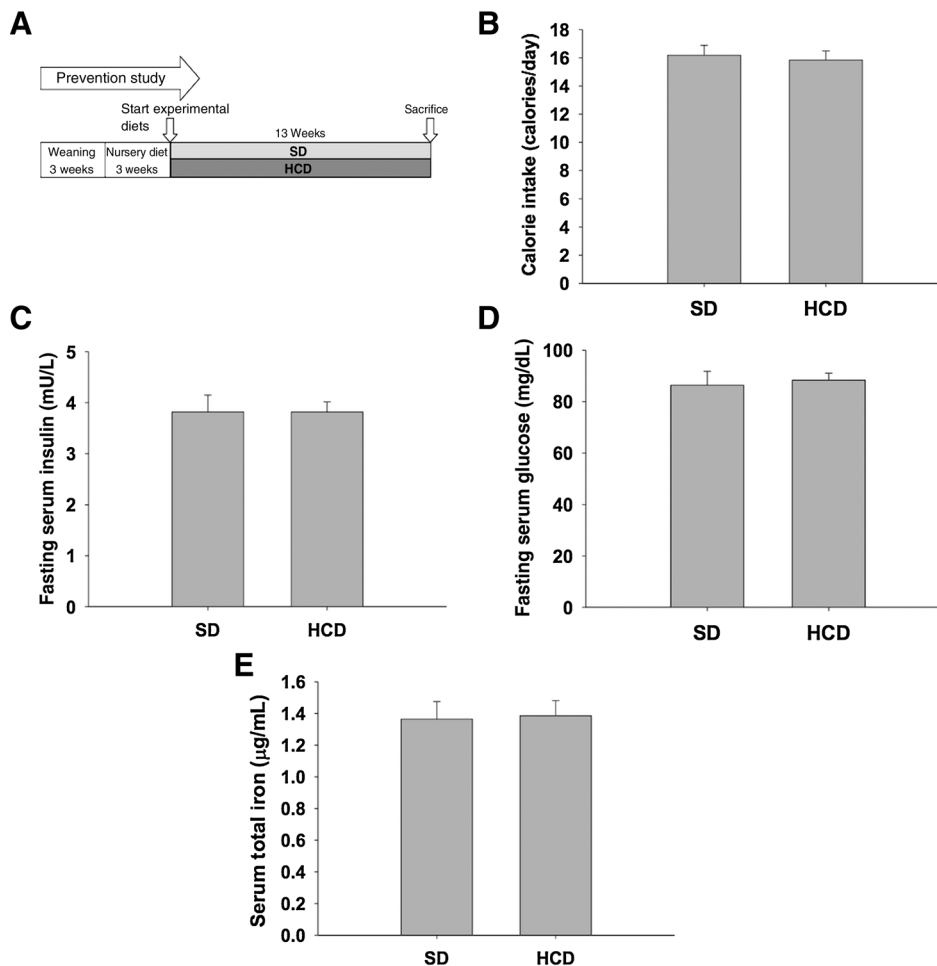 A
Prevention study
Start experimental
diets
Sacrifice
13 Weeks
Weaning
3 weeks
Nursery diet
3 weeks
SD
HCD
B
Calorie intake (calories/day)
18
16
14
12
10
8
6
4
2
0
SD HCD
C
Fasting serum insulin (mU/L)
5
4
3
2
1
0
SD HCD
D
Fasting serum glucose (mg/dL)
100
80
60
40
20
0
SD HCD
E
Serum total iron (µg/mL)
1.6
1.4
1.2
1.0
0.8
0.6
0.4
0.2
0.0
SD HCD